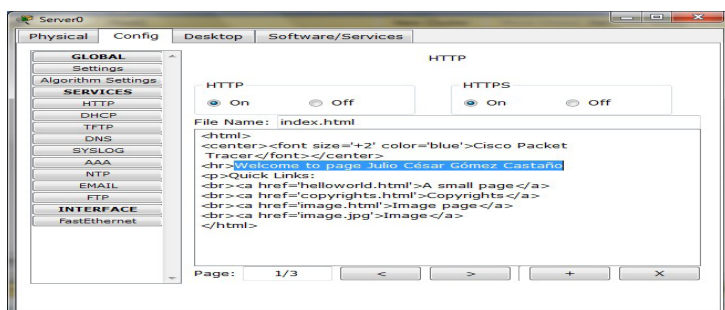 Server0
Physical Config Desktop Software/Services
GLOBAL
Settings
Algorithm Settings
SERVICES
HTTP
DHCP
TFTP
DNS
SYSLOG
AAA
NTP
EMAIL
FTP
INTERFACE
FastEthernet
HTTP
HTTP
On Off
HTTPS
On Off
File Name: index.html
<html>
<center><font size='+2' color='blue'>Cisco Packet
Tracer</font></center>
<hr>Welcome to page Julio César Gómez Castaño
<p>Quick Links:
<br><a href='helloworld.html'>A small page</a>
<br><a href='copyrights.html'>Copyrights</a>
<br><a href='image.html'>Image page</a>
<br><a href='image.jpg'>Image</a>
</html>
Page: 1/3 < > + X